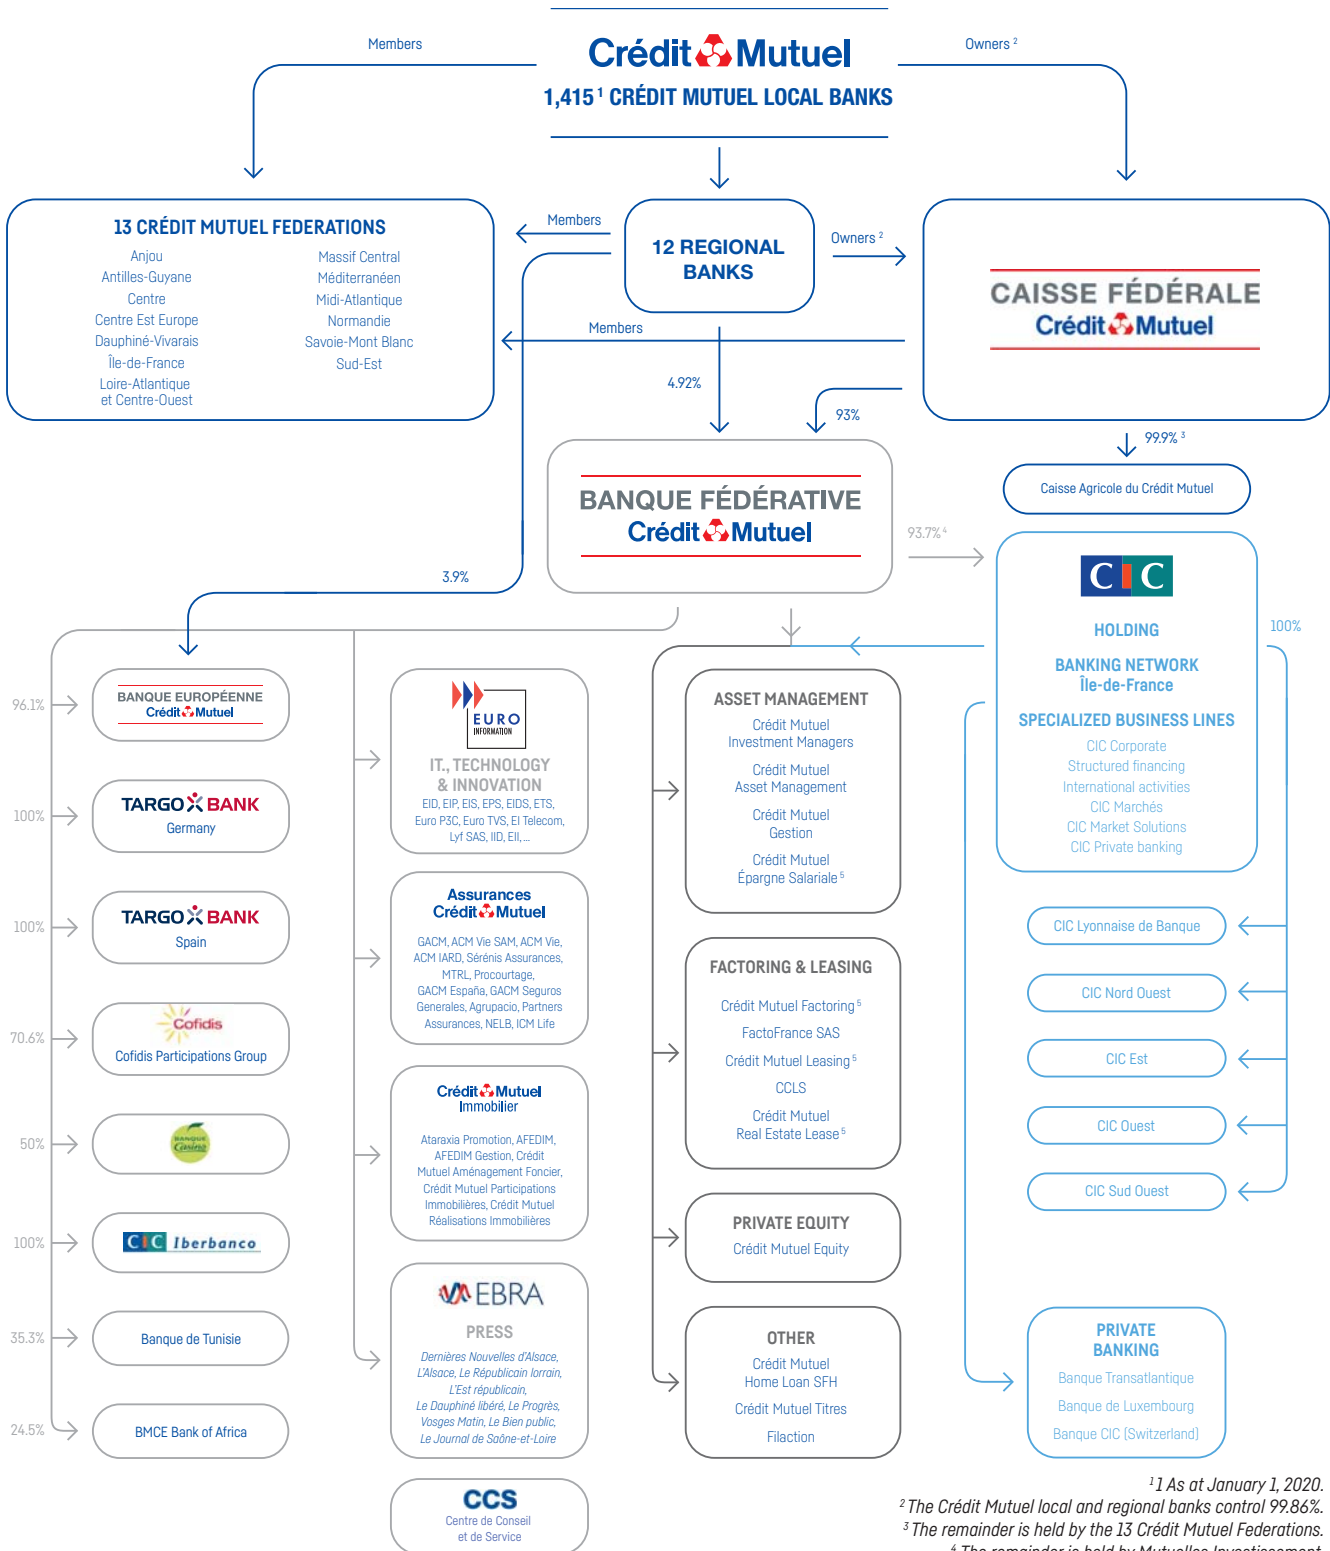 Members
Crédit Mutuel
Owners 2
1,415 1 CRÉDIT MUTUEL LOCAL BANKS
13 CRÉDIT MUTUEL FEDERATIONS
Anjou
Antilles-Guyane
Centre
Centre Est Europe
Dauphiné-Vivarais
Île-de-France
Loire-Atlantique
et Centre-Ouest
Massif Central
Méditerranéen
Midi-Atlantique
Normandie
Savoie-Mont Blanc
Sud-Est
Members
12 REGIONAL
BANKS
Owners 2
CAISSE FÉDÉRALE
Crédit Mutuel
Members
4.92%
93%
99.9% 3
Caisse Agricole du Crédit Mutuel
BANQUE FÉDÉRATIVE
Crédit Mutuel
93.7% 4
3.9%
CIC
HOLDING
BANKING NETWORK
Île-de-France
SPECIALIZED BUSINESS LINES
CIC Corporate
Structured financing
International activities
CIC Marchés
CIC Market Solutions
CIC Private banking
100%
96.1%
BANQUE EUROPÉENNE
Crédit Mutuel
100%
TARGO BANK
Germany
100%
TARGO BANK
Spain
70.6%
Cofidis
Cofidis Participations Group
50%
BANQUE
Casino
100%
CIC Iberbanco
35.3%
Banque de Tunisie
24.5%
BMCE Bank of Africa
EURO
INFORMATION
IT., TECHNOLOGY
& INNOVATION
EID, EIP, EIS, EPS, EIDS, ETS,
Euro P3C, Euro TVS, EI Telecom,
Lyf SAS, IID, EII, ...
Assurances
Crédit Mutuel
GACM, ACM Vie SAM, ACM Vie,
ACM IARD, Sérénis Assurances,
MTRL, Procourtage,
GACM España, GACM Seguros
Generales, Agrupacio, Partners
Assurances, NELB, ICM Life
Crédit Mutuel
Immobilier
Ataraxia Promotion, AFEDIM,
AFEDIM Gestion, Crédit
Mutuel Aménagement Foncier,
Crédit Mutuel Participations
Immobilières, Crédit Mutuel
Réalisations Immobilières
EBRA
PRESS
Dernières Nouvelles d'Alsace,
L'Alsace, Le Républicain lorrain,
L'Est républicain,
Le Dauphiné libéré, Le Progrès,
Vosges Matin, Le Bien public,
Le Journal de Saône-et-Loire
CCS
Centre de Conseil
et de Service
ASSET MANAGEMENT
Crédit Mutuel
Investment Managers
Crédit Mutuel
Asset Management
Crédit Mutuel
Gestion
Crédit Mutuel
Épargne Salariale 5
FACTORING & LEASING
Crédit Mutuel Factoring 5
FactoFrance SAS
Crédit Mutuel Leasing 5
CCLS
Crédit Mutuel
Real Estate Lease 5
PRIVATE EQUITY
Crédit Mutuel Equity
OTHER
Crédit Mutuel
Home Loan SFH
Crédit Mutuel Titres
Filaction
CIC Lyonnaise de Banque
CIC Nord Ouest
CIC Est
CIC Ouest
CIC Sud Ouest
PRIVATE
BANKING
Banque Transatlantique
Banque de Luxembourg
Banque CIC (Switzerland)
1 1 As at January 1, 2020.
2 The Crédit Mutuel local and regional banks control 99.86%.
3 The remainder is held by the 13 Crédit Mutuel Federations.
4 The remainder is held by Mutuelles Investissement.